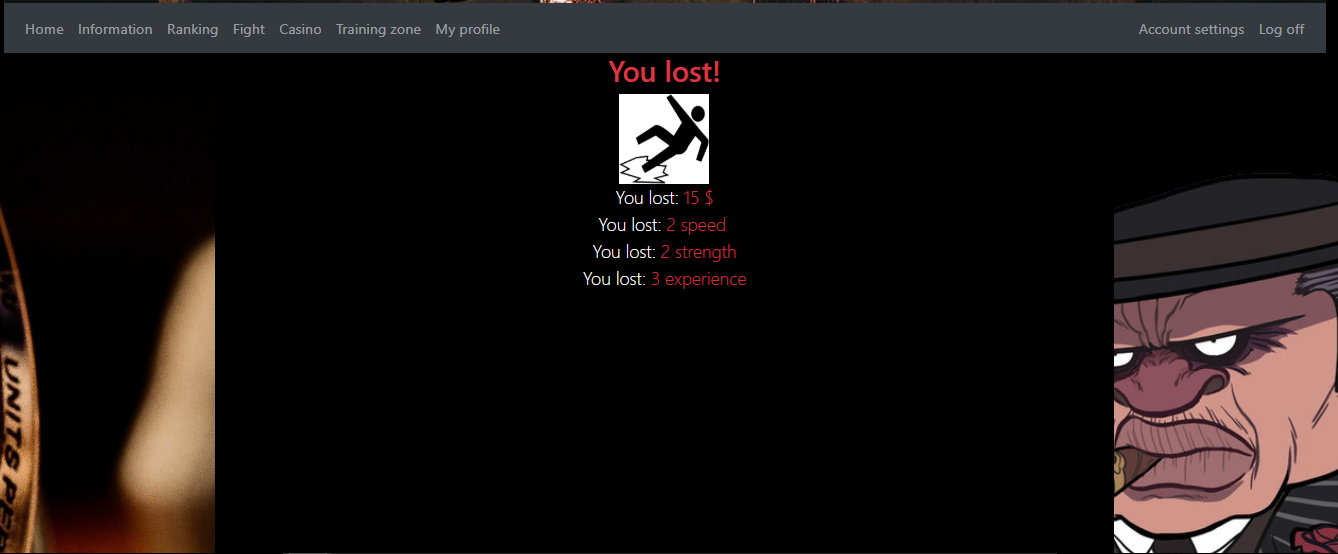 Home Information Ranking Fight Casino Training zone My profile Account settings Log off
You lost!
You lost: 15 $
You lost: 2 speed
You lost: 2 strength
You lost: 3 experience
UNITS PER